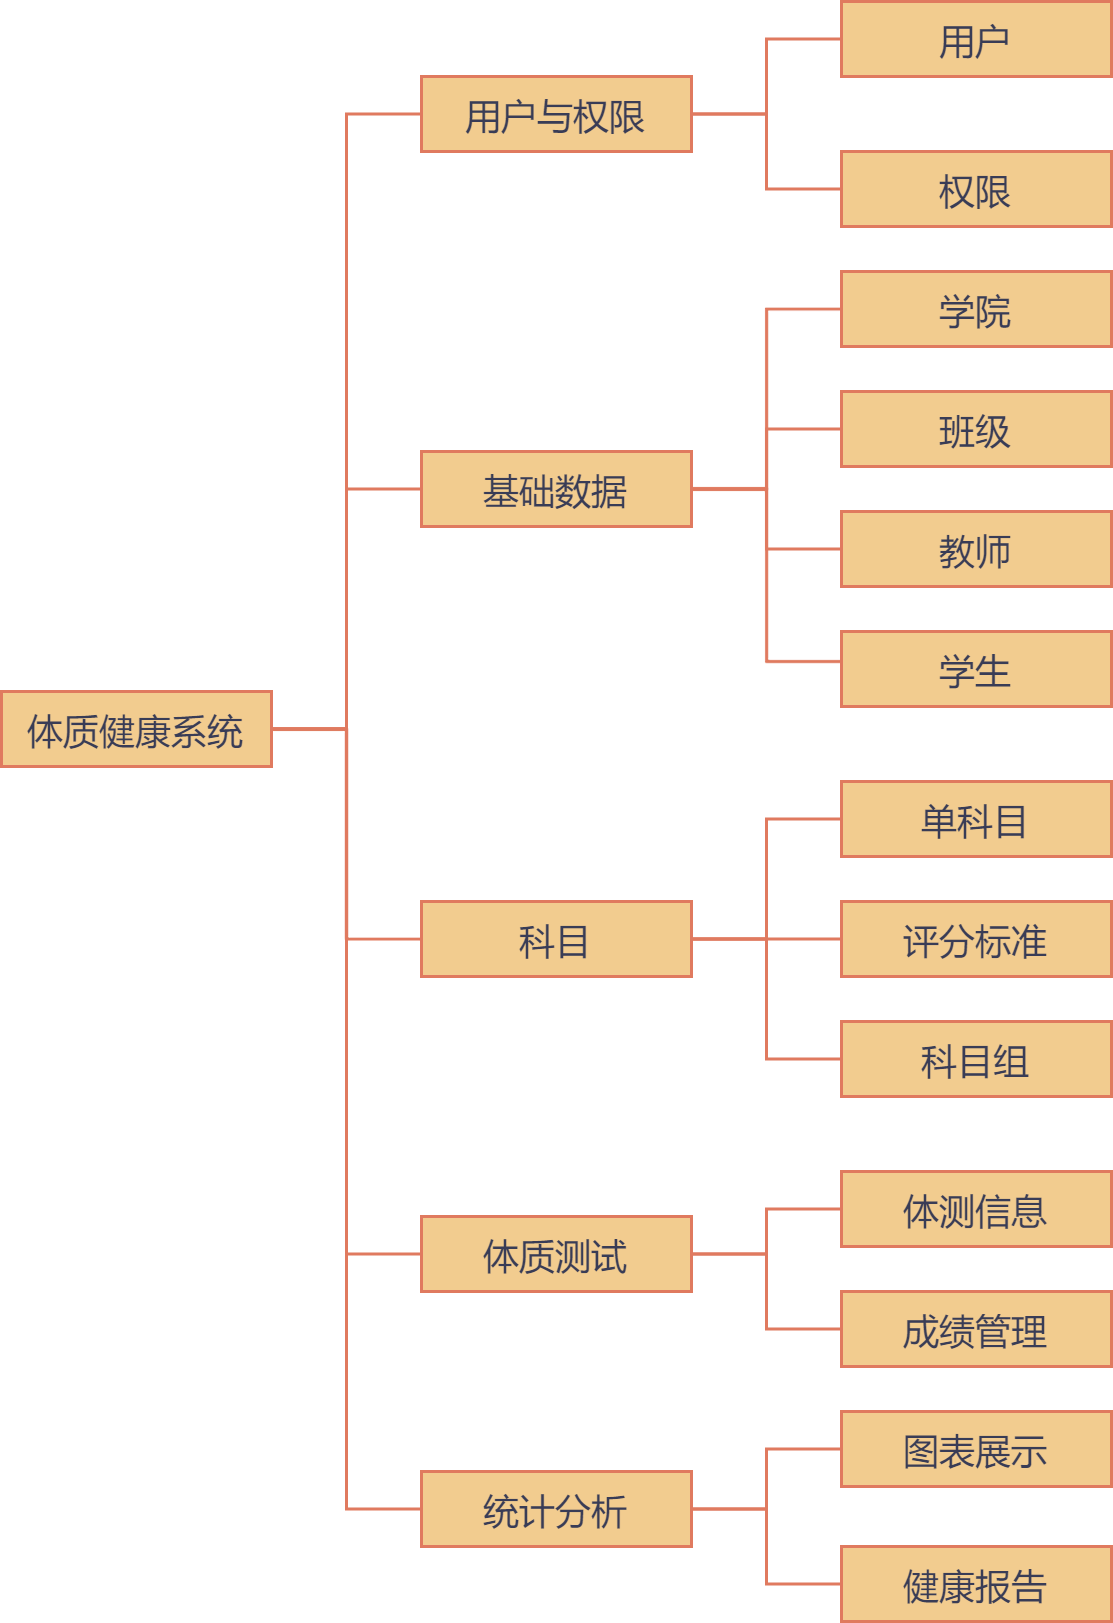 体质健康系统
用户与权限
用户
权限
基础数据
学院
班级
教师
学生
科目
单科目
评分标准
科目组
体质测试
体测信息
成绩管理
统计分析
图表展示
健康报告